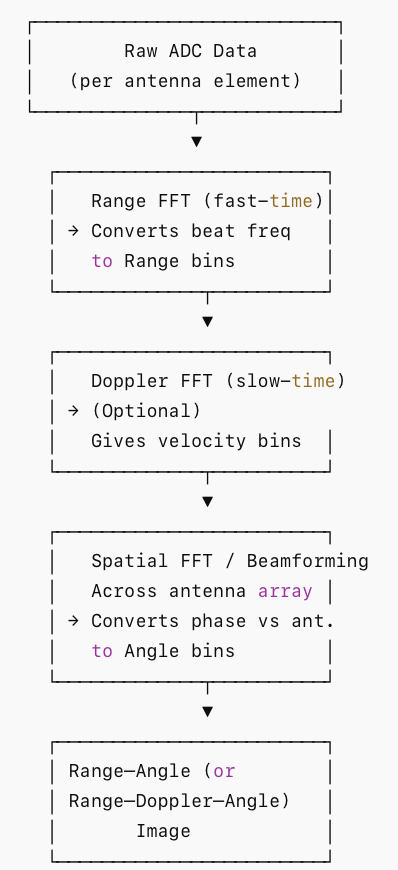 Raw ADC Data
(per antenna element)
Range FFT (fast-time)
→ Converts beat freq
to Range bins
Doppler FFT (slow-time)
→ (Optional)
Gives velocity bins
Spatial FFT / Beamforming
Across antenna array
→ Converts phase vs ant.
to Angle bins
Range-Angle (or
Range-Doppler-Angle)
Image